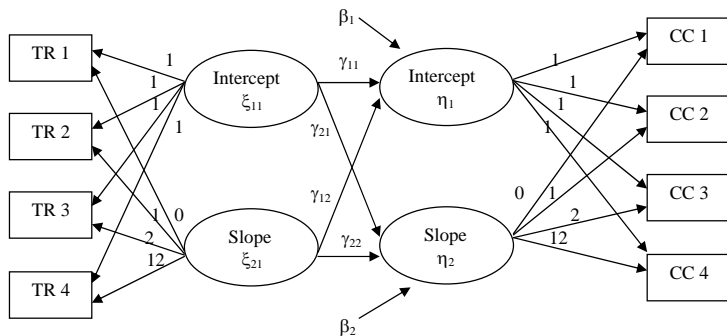 β1
TR 1
CC 1
1
1
1
1
Intercept
ξ11
γ11
Intercept
η1
1
1
1
1
TR 2
CC 2
γ21
TR 3
CC 3
γ12
1
0
2
12
Slope
ξ21
γ22
Slope
η2
0
1
2
12
TR 4
CC 4
β2